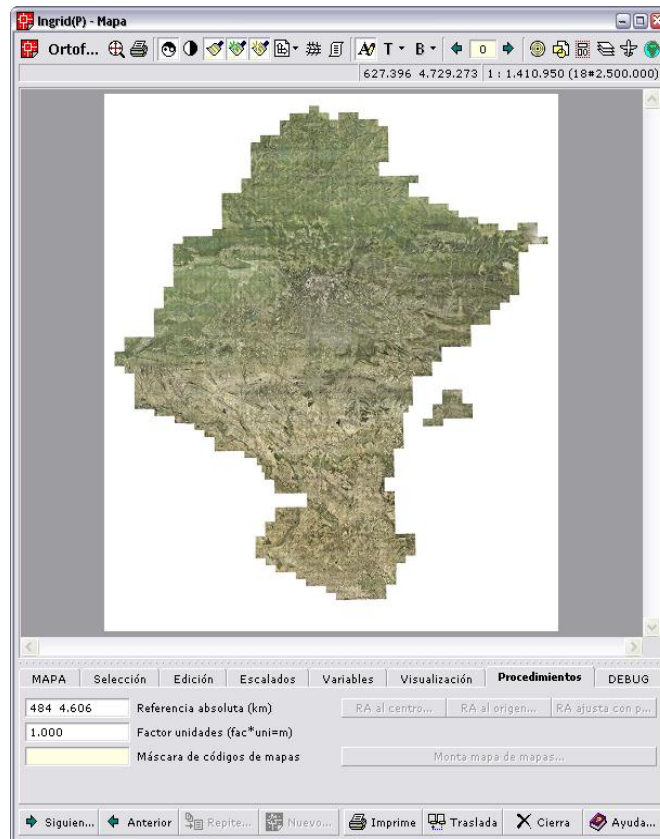 Ingrid(P) - Mapa
Ortof... A/ T B 0
627.396 4.729.273 1 : 1.410.950 (18#2.500.000)
MAPA Selección Edición Escalados Variables Visualización Procedimientos DEBUG
484 4.606 Referencia absoluta (km) RA al centro... RA al origen... RA ajusta con p...
1.000 Factor unidades (fac*uni=m)
Máscara de códigos de mapas Monta mapa de mapas...
Siguien... Anterior Repite... Nuevo... Imprime Traslada Cierra Ayuda...